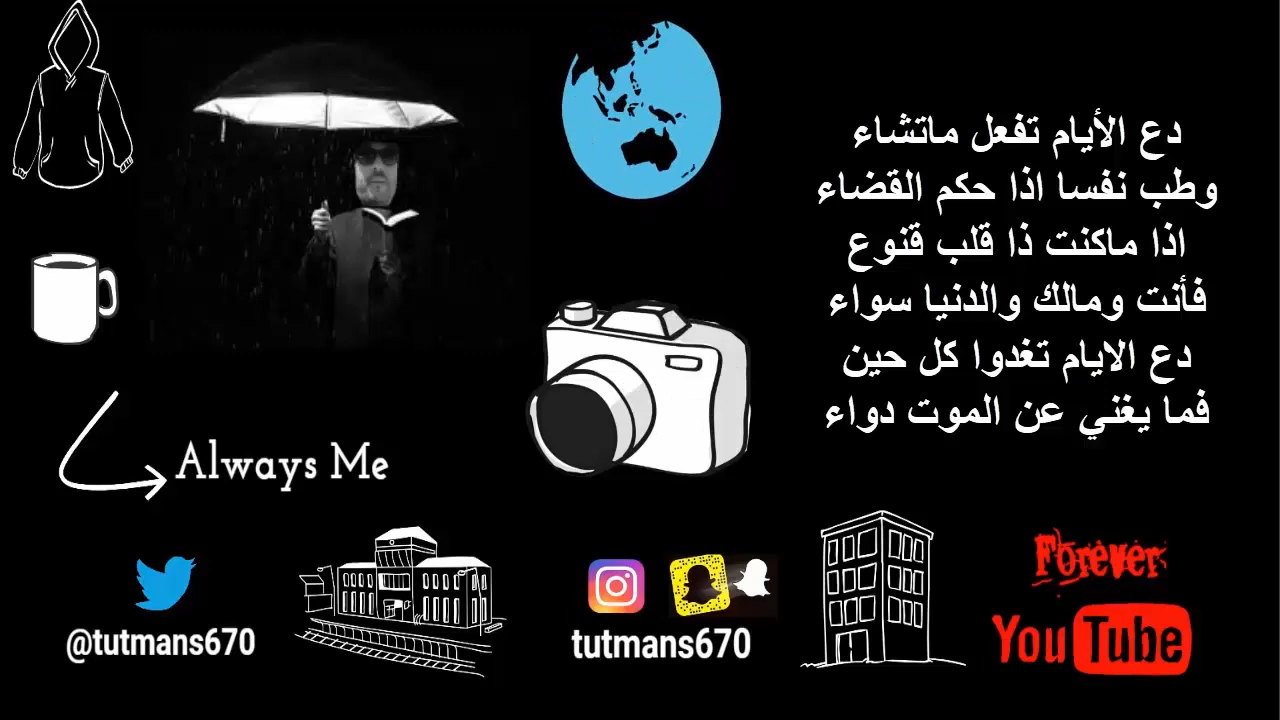 دع الأيام تفعل ماتشاء
وطب نفسا اذا حكم القضاء
اذا ماكنت ذا قلب قنوع
فأنت ومالك والدنيا سواء
دع الايام تغدوا كل حين
فما يغني عن الموت دواء
Always Me
@tutmans670
tutmans670
Forever
YouTube